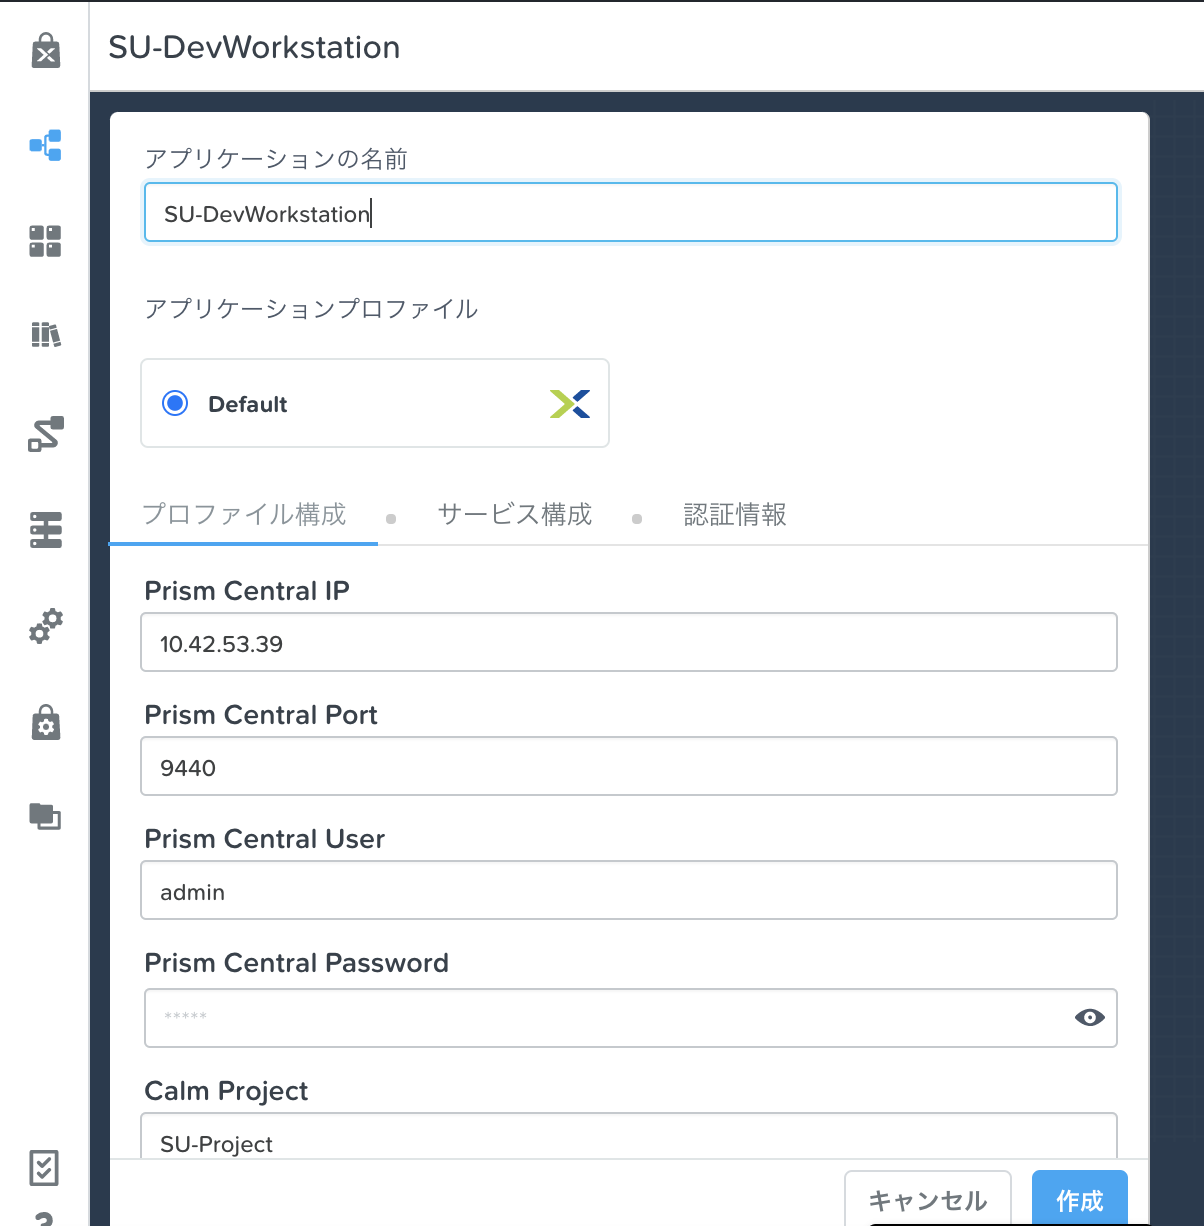 SU-DevWorkstation
アプリケーションの名前
SU-DevWorkstation
アプリケーションプロファイル
Default
プロファイル構成
サービス構成
認証情報
Prism Central IP
10.42.53.39
Prism Central Port
9440
Prism Central User
admin
Prism Central Password
*****
Calm Project
SU-Project
キャンセル
作成